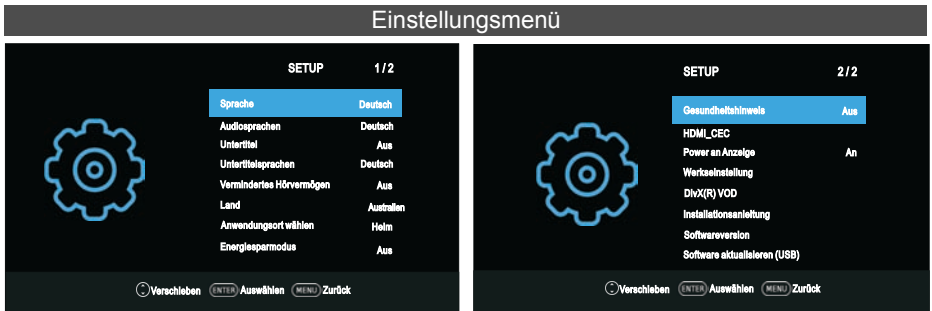 Einstellungsmenü
SETUP 1/2
Sprache Deutsch
Audiosprachen Deutsch
Untertitel Aus
Untertitelsprachen Deutsch
Vermindertes Hörvermögen Aus
Land Australien
Anwendungsort wählen Heim
Energiesparmodus Aus
Verschieben ENTER Auswählen MENU Zurück
SETUP 2/2
Gesundheitshinweis Aus
HDMI_CEC
Power an Anzeige An
Werkseinstellung
DivX(R) VOD
Installationsanleitung
Softwareversion
Software aktualisieren (USB)
Verschieben ENTER Auswählen MENU Zurück